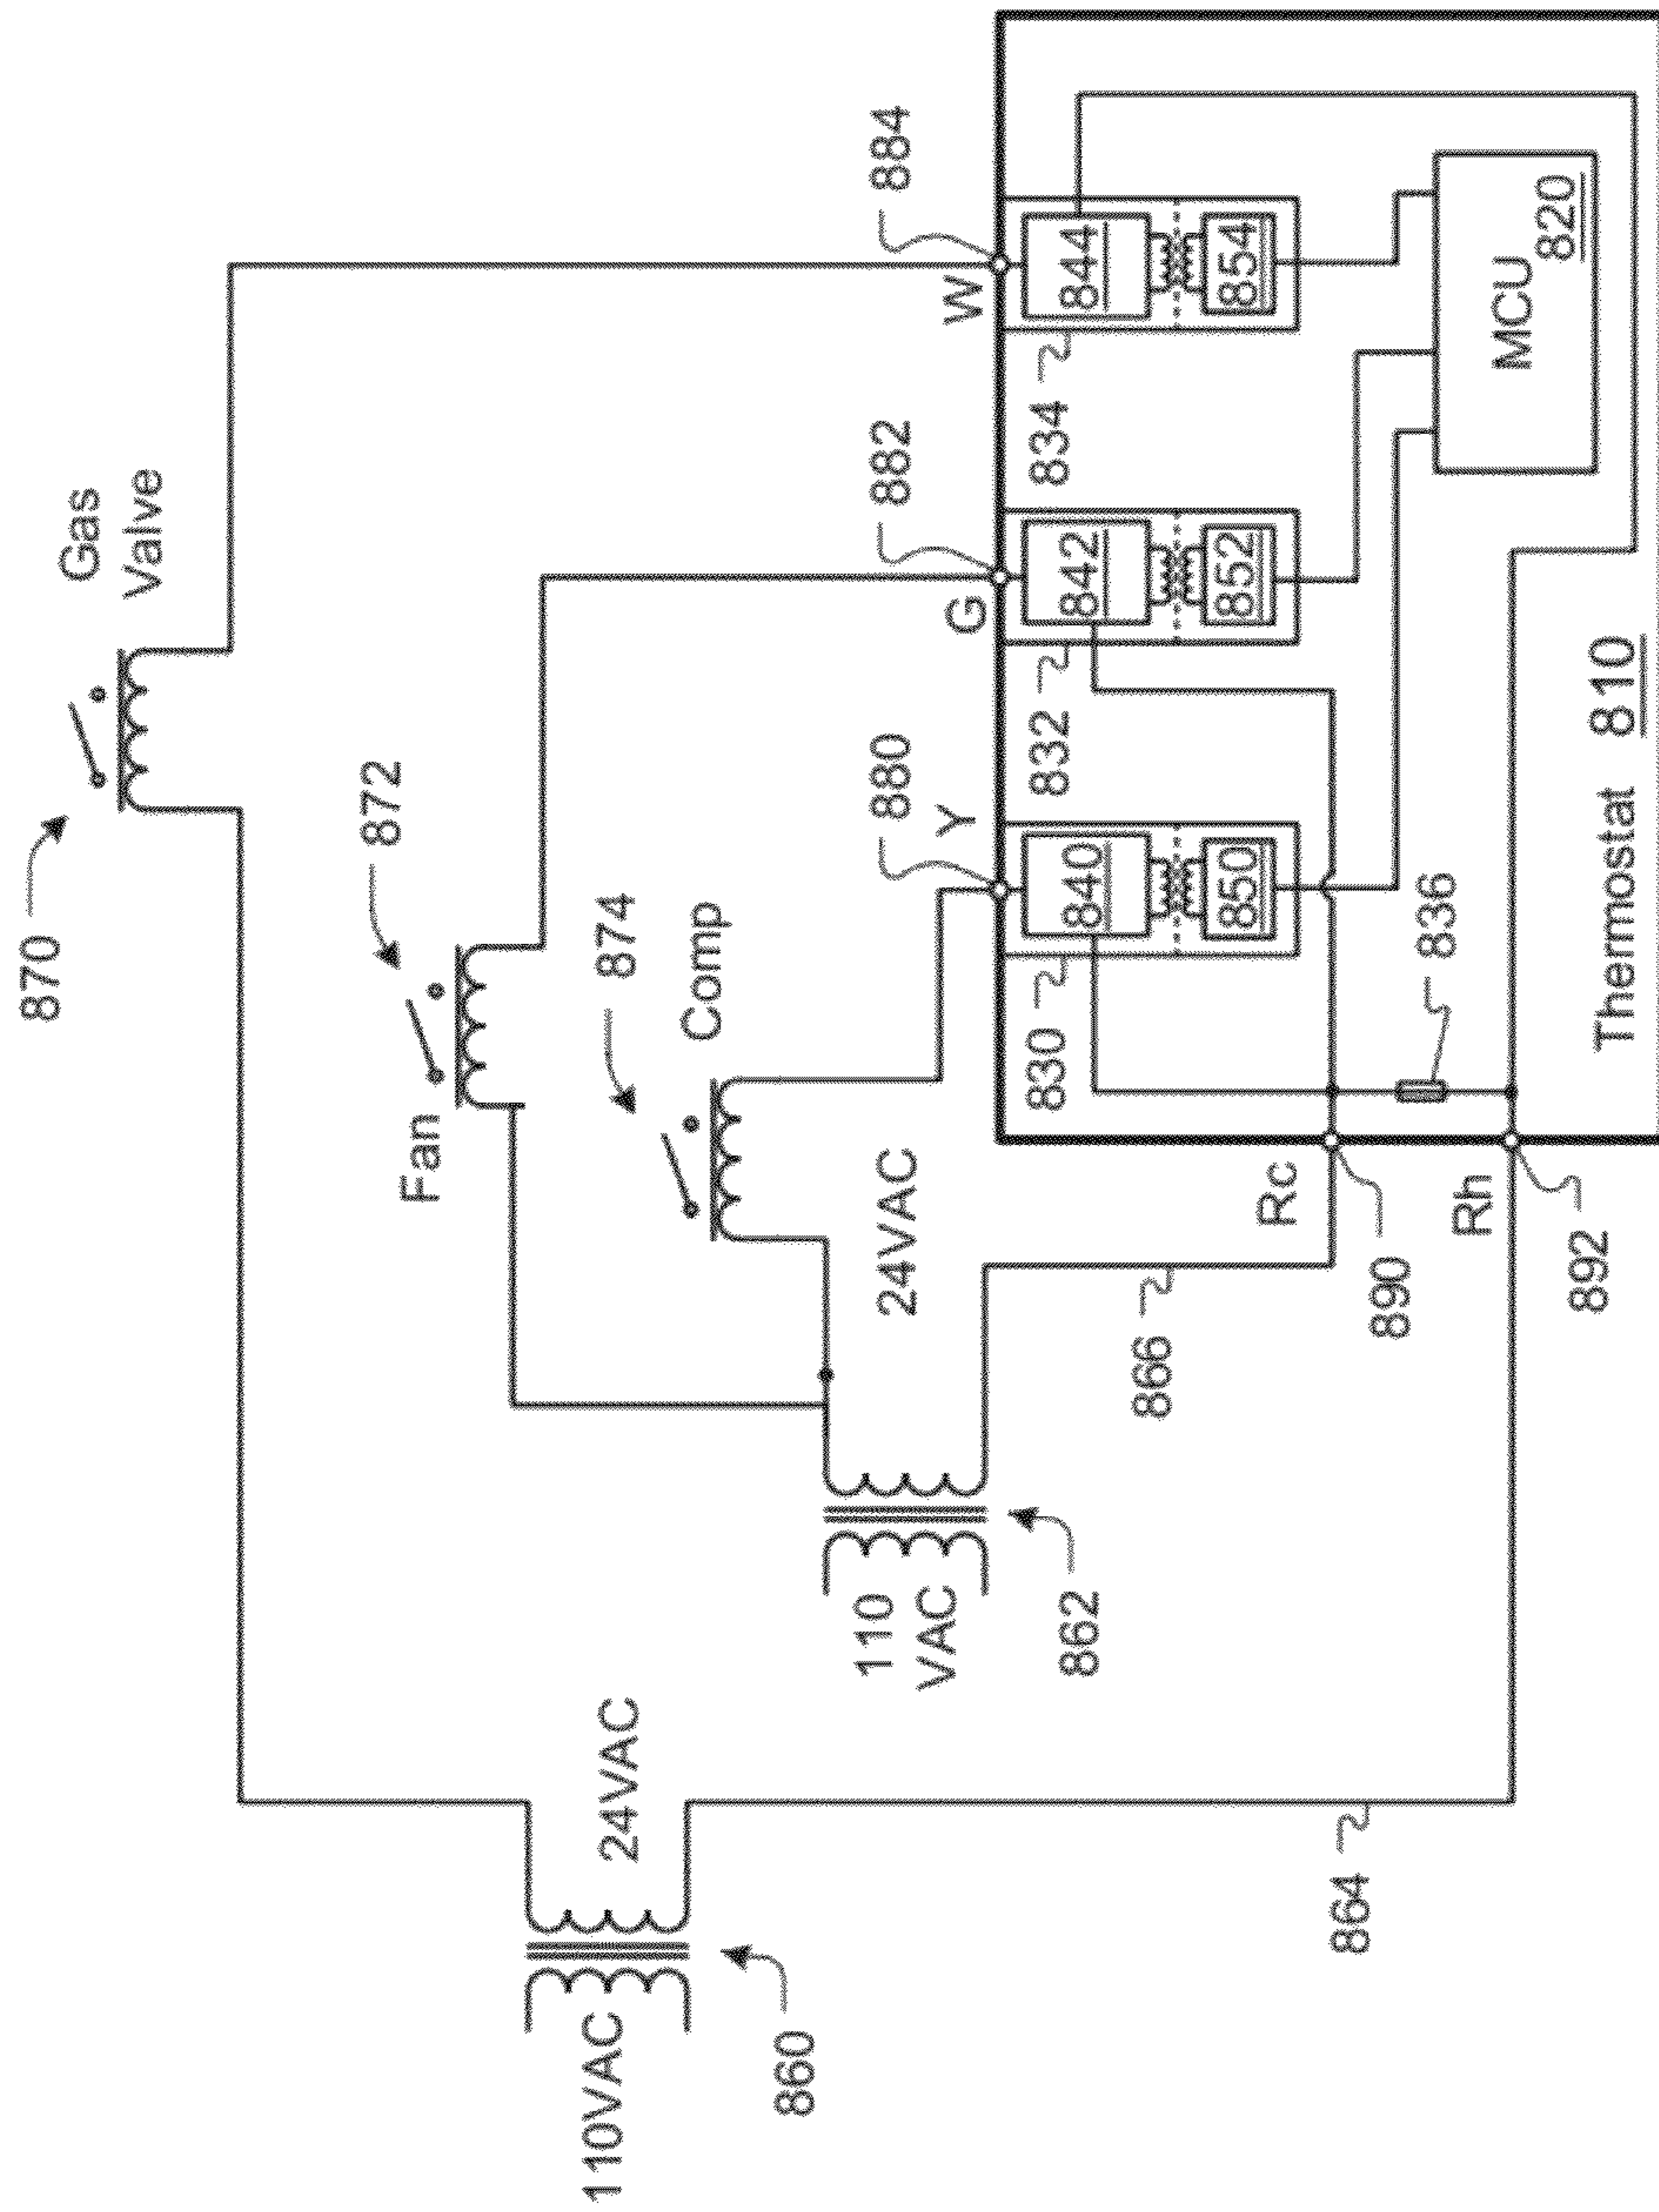 870
Gas
Valve
872
Fan
874
Comp
110VAC
24VAC
860
110
VAC
24VAC
862
866
864
880
Y
882
G
884
W
830
832
834
840
842
844
850
852
854
Rc
890
Rh
892
836
MCU
820
Thermostat 810